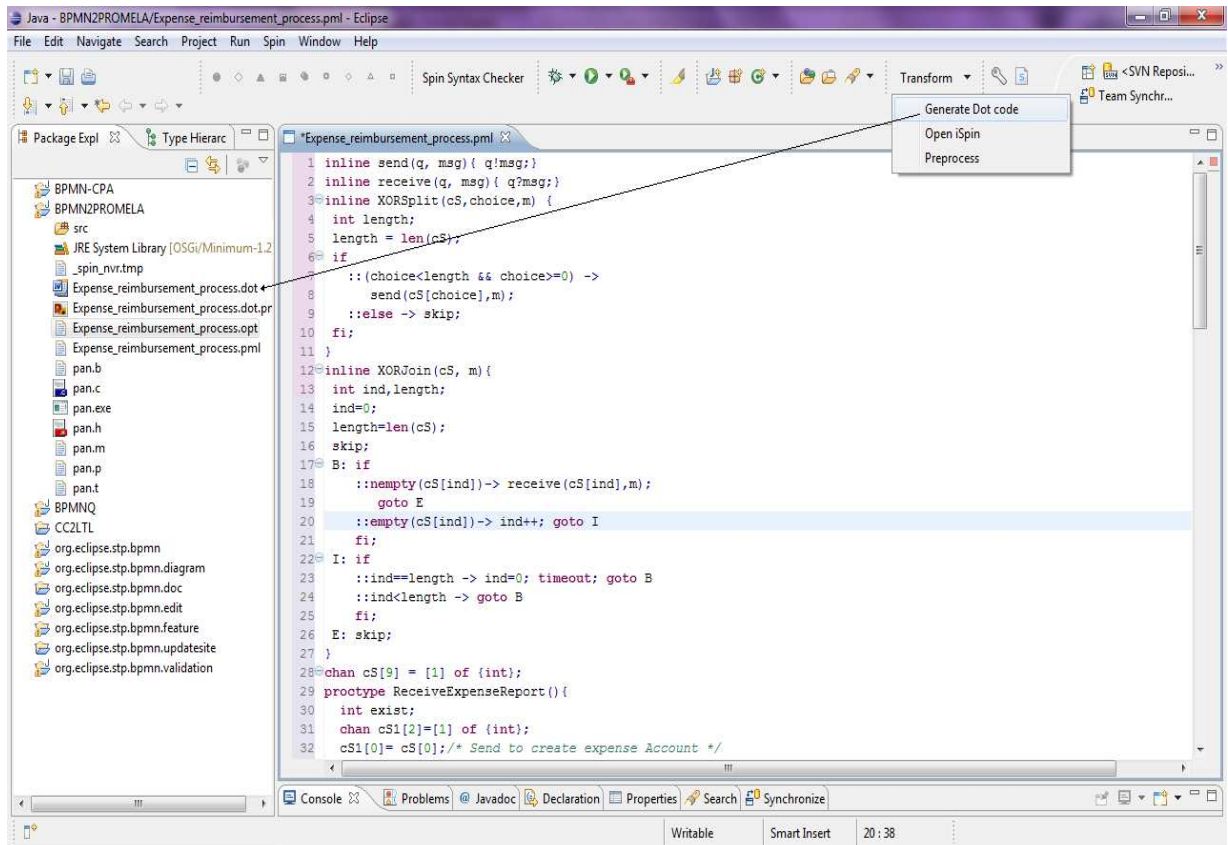 Java - BPMN2PROMELA/Expense_reimbursement_process.pml - Eclipse
File Edit Navigate Search Project Run Spin Window Help
Spin Syntax Checker
Transform
<SVN Reposi...
»
Team Synchr...
Generate Dot code
Open iSpin
Preprocess
Package Expl
Type Hierarc
*Expense_reimbursement_process.pml
BPMN-CPA
BPMN2PROMELA
src
JRE System Library [OSGi/Minimum-1.2
_spin_nvr.tmp
Expense_reimbursement_process.dot
Expense_reimbursement_process.dot.pr
Expense_reimbursement_process.opt
Expense_reimbursement_process.pml
pan.b
pan.c
pan.exe
pan.h
pan.m
pan.p
pan.t
BPMNQ
CC2LTL
org.eclipse.stp.bpmn
org.eclipse.stp.bpmn.diagram
org.eclipse.stp.bpmn.doc
org.eclipse.stp.bpmn.edit
org.eclipse.stp.bpmn.feature
org.eclipse.stp.bpmn.updatesite
org.eclipse.stp.bpmn.validation
1 inline send(q, msg){ q!msg;}
2 inline receive(q, msg){ q?msg;}
3 inline XORSplit(cS,choice,m) {
4 int length;
5 length = len(cS);
6 if
7 ::(choice<length && choice>=0) ->
8 send(cS[choice],m);
9 ::else -> skip;
10 fi;
11 }
12 inline XORJoin(cS, m){
13 int ind,length;
14 ind=0;
15 length=len(cS);
16 skip;
17 B: if
18 ::nempty(cS[ind])-> receive(cS[ind],m);
19 goto E
20 ::empty(cS[ind])-> ind++; goto I
21 fi;
22 I: if
23 ::ind==length -> ind=0; timeout; goto B
24 ::ind<length -> goto B
25 fi;
26 E: skip;
27 }
28 chan cS[9] = [1] of {int};
29 proctype ReceiveExpenseReport(){
30 int exist;
31 chan cS1[2]=[1] of {int};
32 cS1[0]= cS[0];/* Send to create expense Account */
Console
Problems
@ Javadoc
Declaration
Properties
Search
Synchronize
Writable
Smart Insert
20 : 38